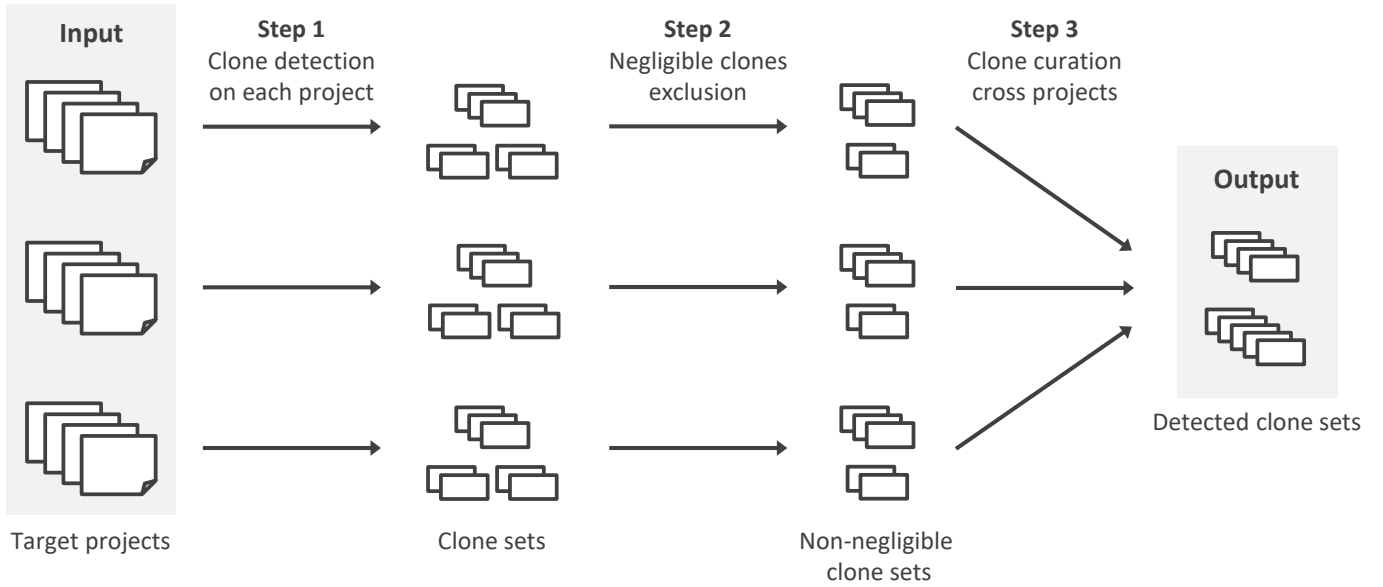 Input
Step 1
Clone detection
on each project
Step 2
Negligible clones
exclusion
Step 3
Clone curation
cross projects
Output
Target projects
Clone sets
Non-negligible
clone sets
Detected clone sets